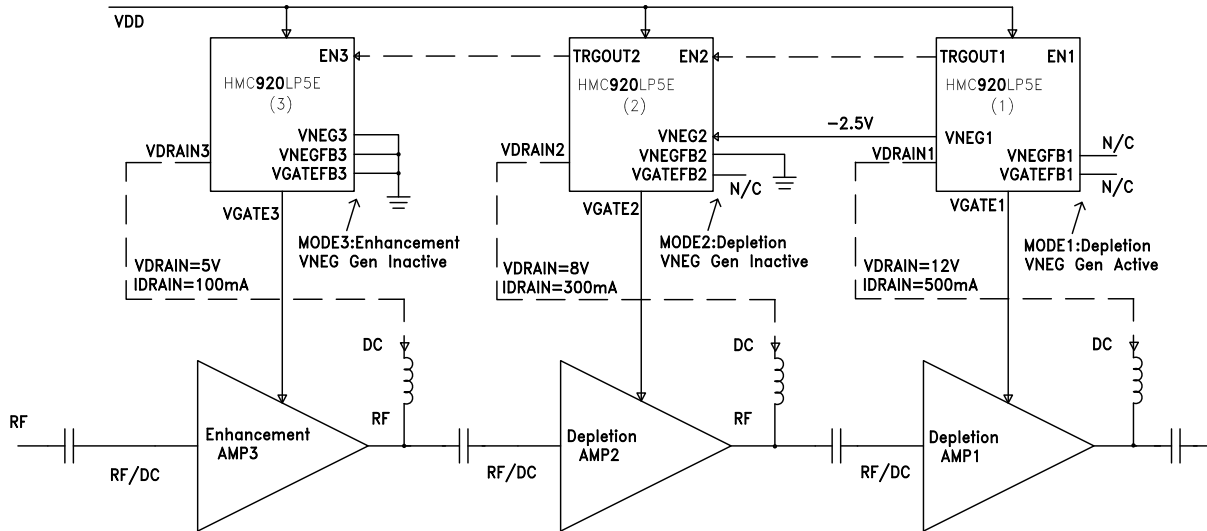 VDD
EN3
HMC920LP5E
(3)
VNEG3
VNEGFB3
VGATEFB3
VDRAIN3
VGATE3
MODE3:Enhancement
VNEG Gen Inactive
VDRAIN=5V
IDRAIN=100mA
TRGOUT2
EN2
HMC920LP5E
(2)
VNEG2
VNEGFB2
VGATEFB2
N/C
VDRAIN2
VGATE2
MODE2:Depletion
VNEG Gen Inactive
VDRAIN=8V
IDRAIN=300mA
-2.5V
TRGOUT1
EN1
HMC920LP5E
(1)
VNEG1
VNEGFB1
VGATEFB1
N/C
N/C
VDRAIN1
VGATE1
MODE1:Depletion
VNEG Gen Active
VDRAIN=12V
IDRAIN=500mA
DC
DC
DC
RF
RF/DC
Enhancement
AMP3
RF
RF/DC
Depletion
AMP2
RF
RF/DC
Depletion
AMP1